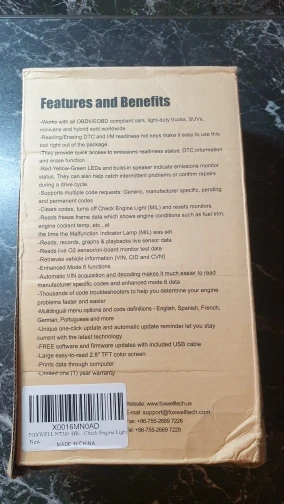 Features and Benefits
-Works with all OBDII/EOBD compliant cars, light-duty trucks, SUVs,
minivans and hybrid sold worldwide
-Reading/Erasing DTC and I/M readiness hot keys make it easy to use this
tool right out of the package.
-They provide quick access to emissions readiness status, DTC information
and erase function.
-Red-Yellow-Green LEDs and build-in speaker indicate emissions monitor
status. They can also help catch intermittent problems or confirm repairs
during a drive cycle.
-Supports multiple code requests: Generic, manufacturer specific, pending
and permanent codes
-Clears codes, turns off Check Engine Light (MIL) and resets monitors
-Reads freeze frame data which shows engine conditions such as fuel trim,
engine coolant temp., etc., at
the time the Malfunction Indicator Lamp (MIL) was set
-Reads, records, graphs & playbacks live sensor data
-Reads live O2 sensor/on-board monitor test data
-Retrieves vehicle information (VIN, CID and CVN)
-Enhanced Mode 6 functions
-Automatic VIN acquisition and decoding makes it much easier to read
manufacturer specific codes and enhanced mode 6 data
-Thousands of code troubleshooters to help you determine your engine
problems faster and easier
-Multilingual menu options and code definitions - English, Spanish, French,
German, Portuguese and more
-Unique one-click update and automatic update reminder let you stay
current with the latest technology
-FREE software and firmware updates with included USB cable
-Large easy-to-read 2.8" TFT color screen
-Prints data through computer
-Limited one (1) year warranty
Website: www.foxwelltech.us
E-mail: support@foxwelltech.com
Fax: +86-755-2669 7226
Tel: +86-755-2669 7229
X0016MN0AD
FOXWELL NT301 OB... Check Engine Ligh
New
MADE IN CHINA